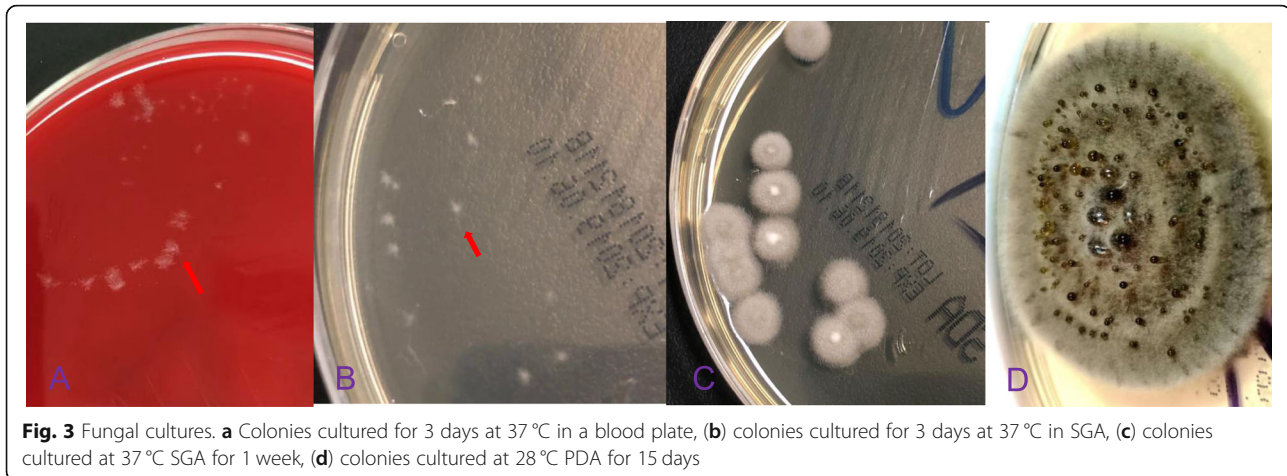 A
B
C
D
Fig. 3 Fungal cultures. a Colonies cultured for 3 days at 37 °C in a blood plate, (b) colonies cultured for 3 days at 37 °C in SGA, (c) colonies
cultured at 37 °C SGA for 1 week, (d) colonies cultured at 28 °C PDA for 15 days